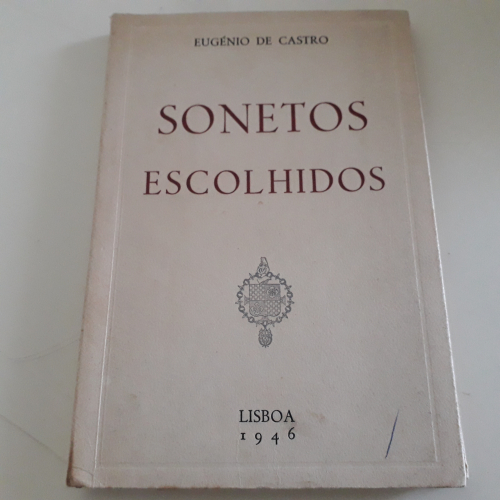 EUGÉNIO DE CASTRO
SONETOS
ESCOLHIDOS
LISBOA
1946